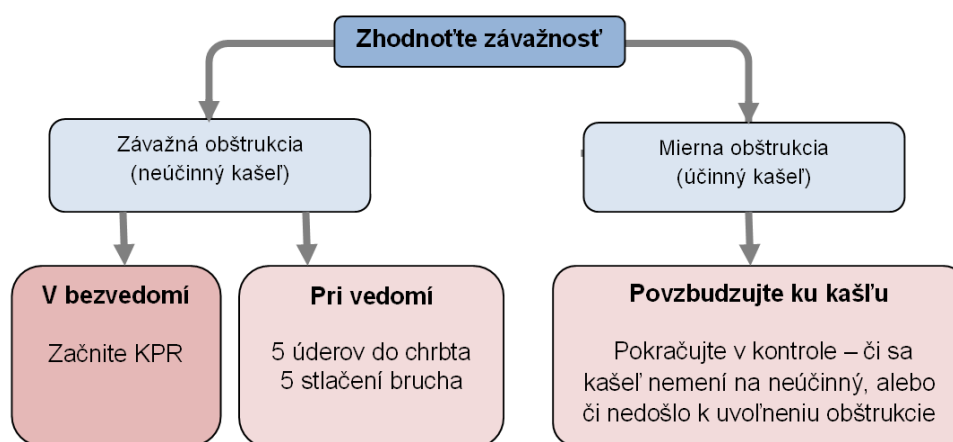 Zhodnoťte závažnosť
Závažná obštrukcia
(neúčinný kašeľ)
Mierna obštrukcia
(účinný kašeľ)
V bezvedomí
Začnite KPR
Pri vedomí
5 úderov do chrbta
5 stlačení brucha
Povzbudzujte ku kašľu
Pokračujte v kontrole – či sa
kašeľ nemení na neúčinný, alebo
či nedošlo k uvoľneniu obštrukcie